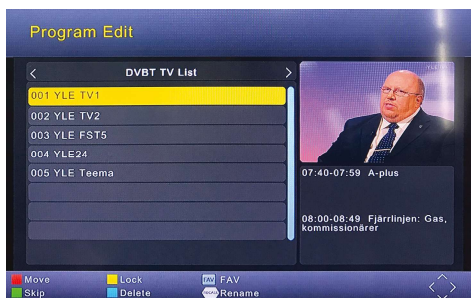 Program Edit
DVBT TV List
001 YLE TV1
002 YLE TV2
003 YLE FST5
004 YLE24
005 YLE Teema
07:40-07:59 A-plus
08:00-08:49 Fjärrlinjen: Gas,
kommissionärer
Move Lock FAV FAV
Skip Delete Rename